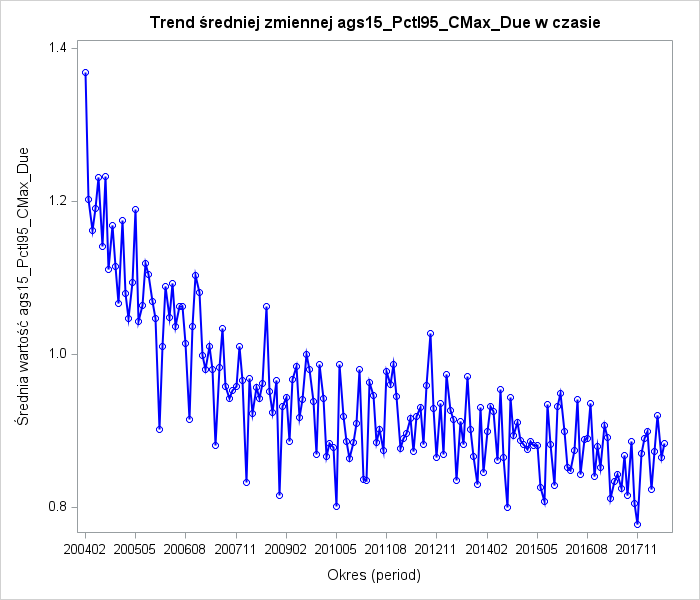 Trend średniej zmiennej ags15_Pctl95_CMax_Due w czasie
Średnia wartość ags15_Pctl95_CMax_Due
1.4
1.2
1.0
0.8
200402 200505 200608 200711 200902 201005 201108 201211 201402 201505 201608 201711
Okres (period)